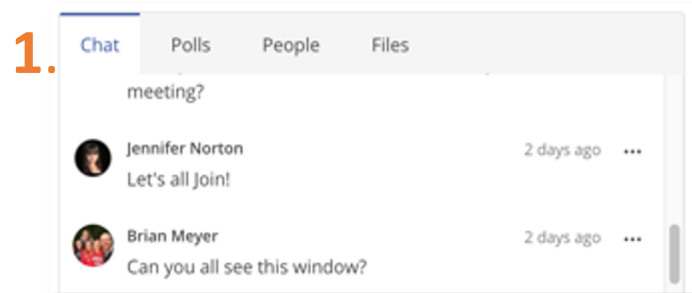 1.
Chat Polls People Files
meeting?
Jennifer Norton 2 days ago ...
Let's all Join!
Brian Meyer 2 days ago ...
Can you all see this window?